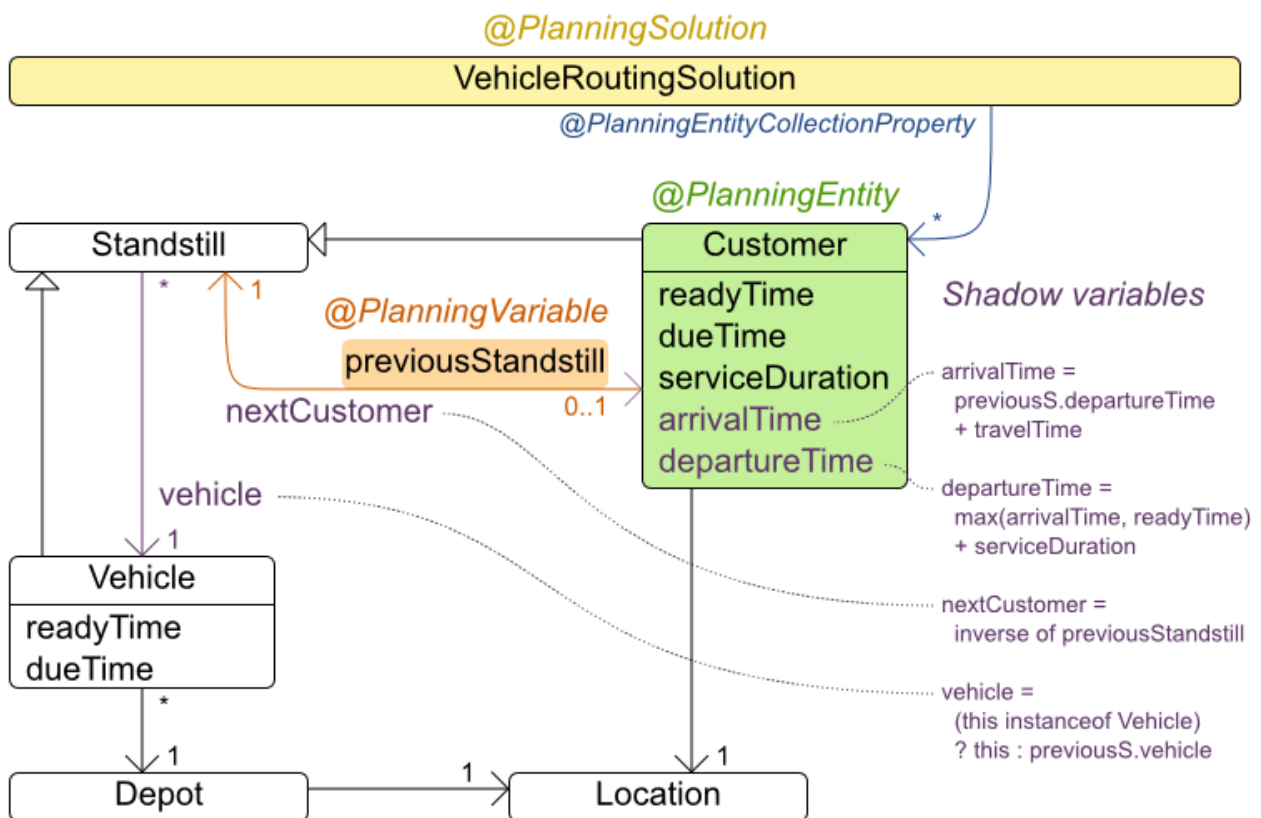 @PlanningSolution
VehicleRoutingSolution
@PlanningEntityCollectionProperty
@PlanningEntity
*
Standstill
Customer
*
1
@PlanningVariable
previousStandstill
nextCustomer
0..1
readyTime
dueTime
serviceDuration
arrivalTime
departureTime
Shadow variables
arrivalTime =
previousS.departureTime
+ travelTime
departureTime =
max(arrivalTime, readyTime)
+ serviceDuration
nextCustomer =
inverse of previousStandstill
vehicle =
(this instanceof Vehicle)
? this : previousS.vehicle
vehicle
1
Vehicle
readyTime
dueTime
*
1
Depot
1
1
Location